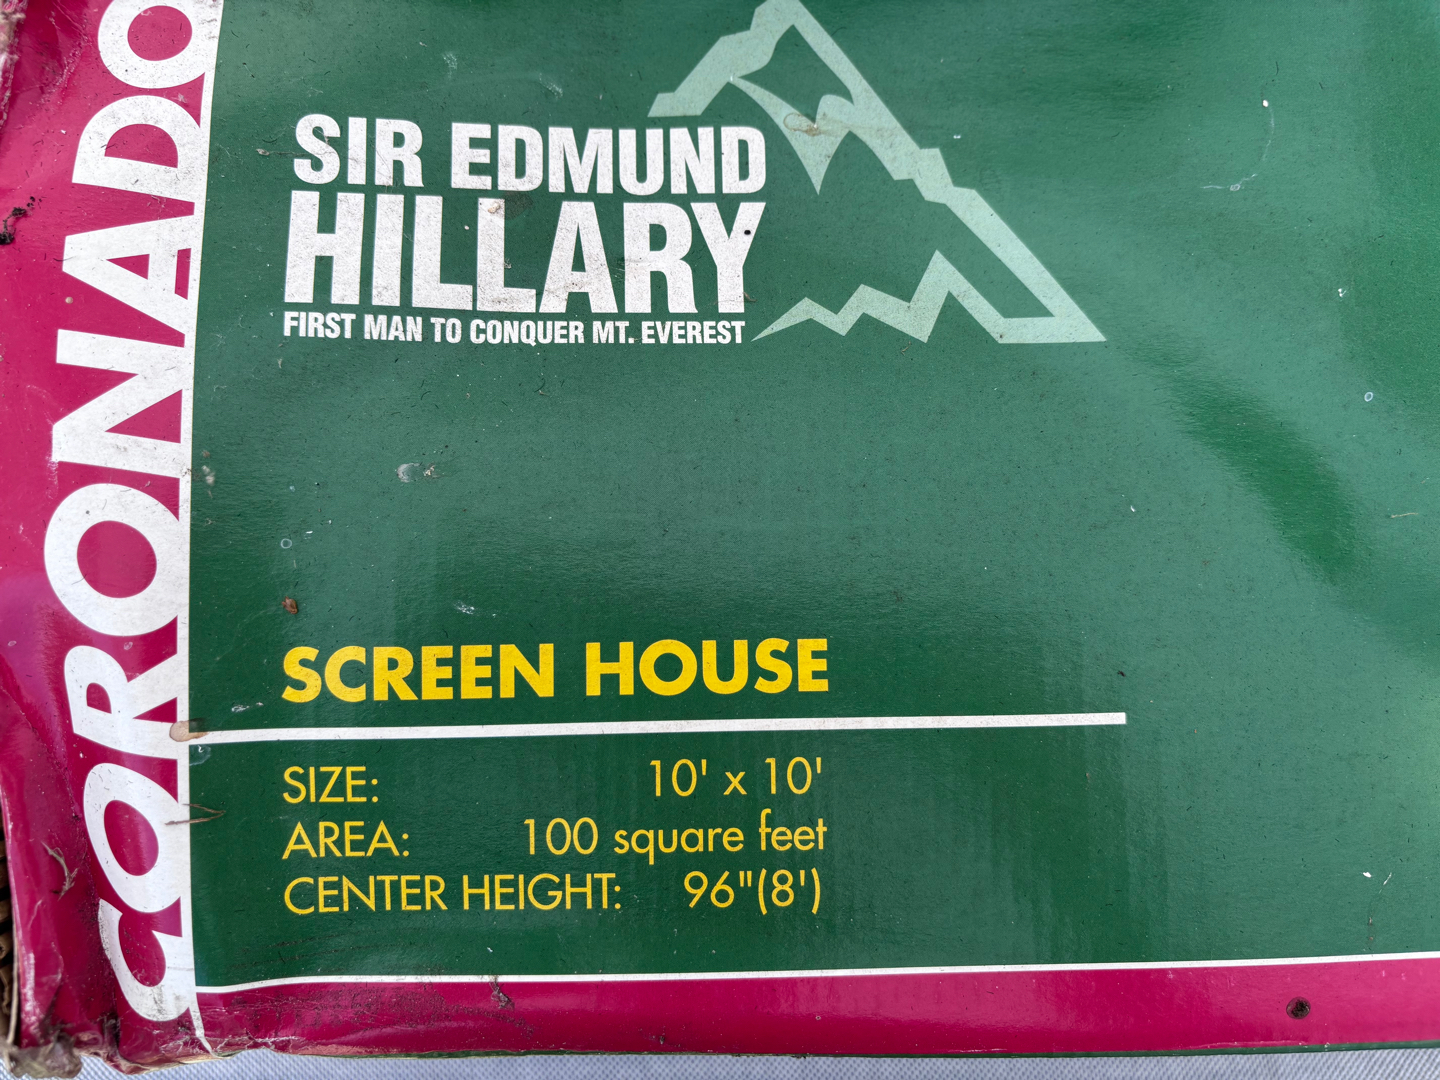 CORONADO
SIR EDMUND
HILLARY
FIRST MAN TO CONQUER MT. EVEREST
SCREEN HOUSE
SIZE: 10' x 10'
AREA: 100 square feet
CENTER HEIGHT: 96"(8')